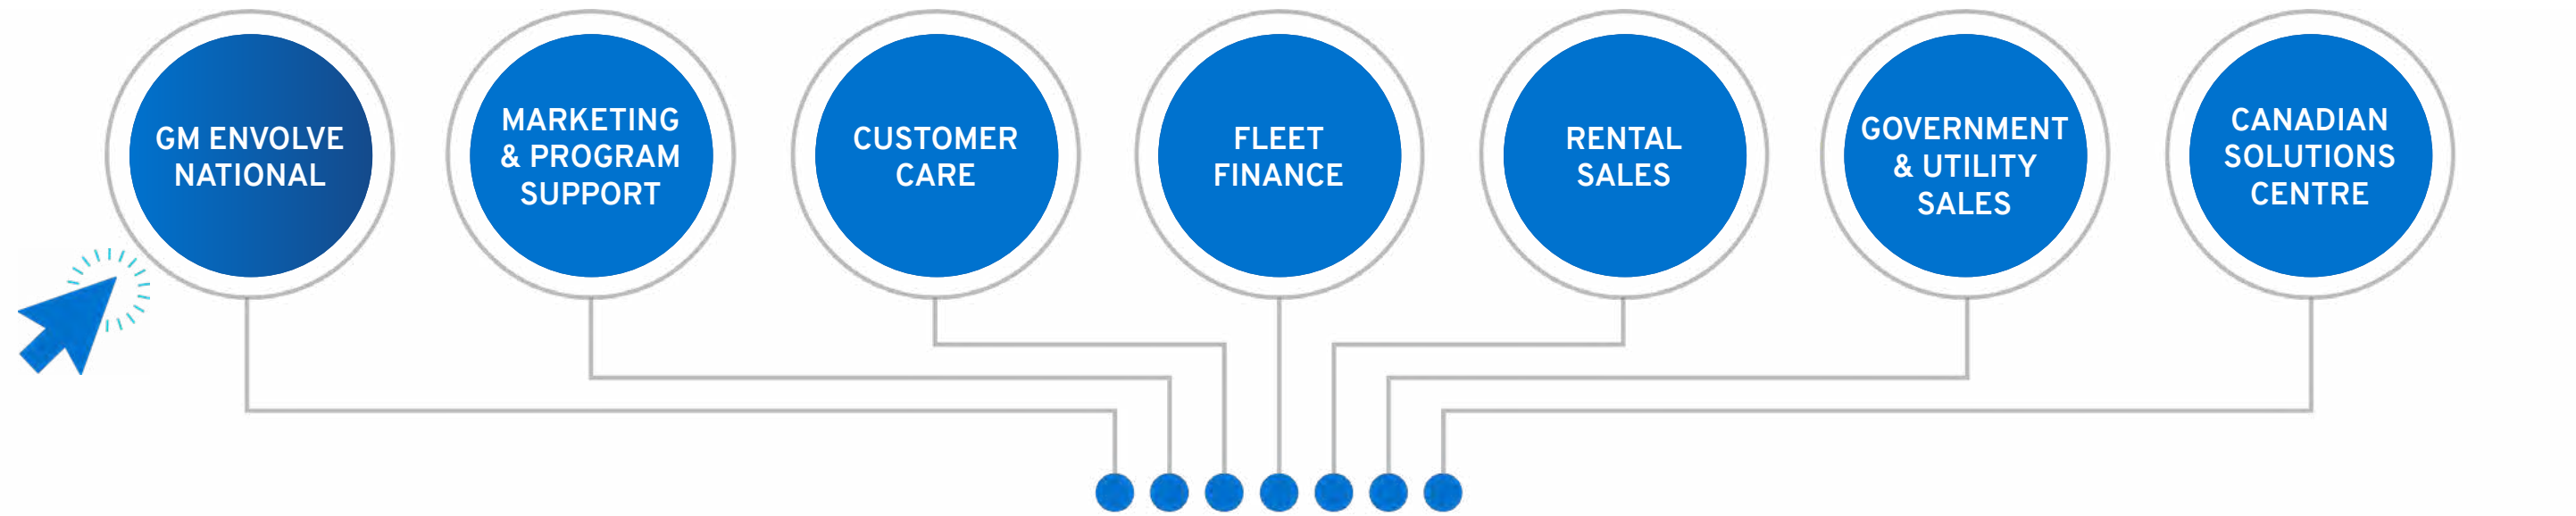 GM ENVOLVE
NATIONAL
MARKETING
& PROGRAM
SUPPORT
CUSTOMER
CARE
FLEET
FINANCE
RENTAL
SALES
GOVERNMENT
& UTILITY
SALES
CANADIAN
SOLUTIONS
CENTRE